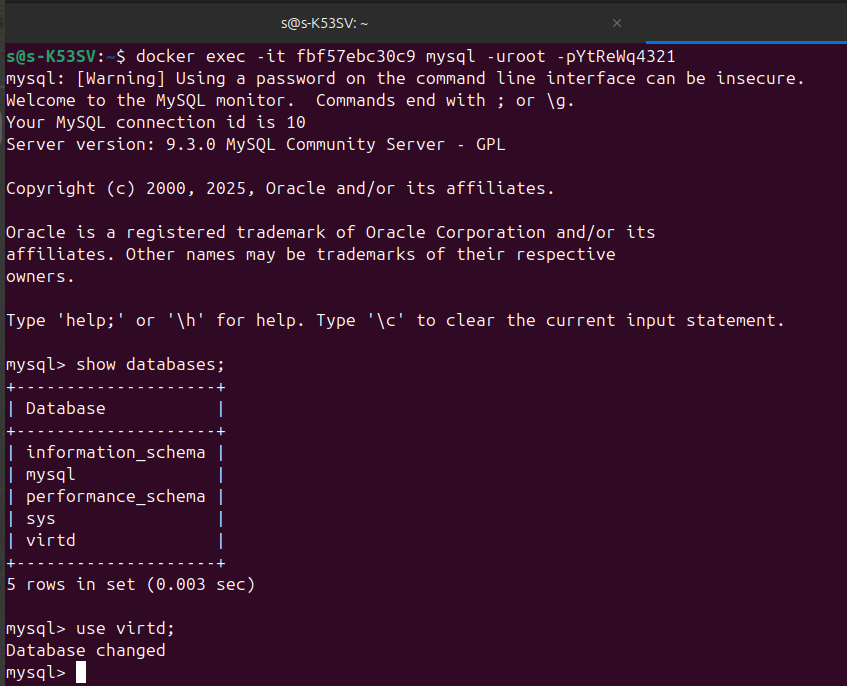 s@s-K53SV: ~
s@s-K53SV:~$ docker exec -it fbf57ebc30c9 mysql -uroot -pYtReWq4321
mysql: [Warning] Using a password on the command line interface can be insecure.
Welcome to the MySQL monitor.  Commands end with ; or \g.
Your MySQL connection id is 10
Server version: 9.3.0 MySQL Community Server - GPL

Copyright (c) 2000, 2025, Oracle and/or its affiliates.

Oracle is a registered trademark of Oracle Corporation and/or its
affiliates. Other names may be trademarks of their respective
owners.

Type 'help;' or '\h' for help. Type '\c' to clear the current input statement.

mysql> show databases;
+--------------------+
| Database           |
+--------------------+
| information_schema |
| mysql              |
| performance_schema |
| sys                |
| virtd              |
+--------------------+
5 rows in set (0.003 sec)

mysql> use virtd;
Database changed
mysql>